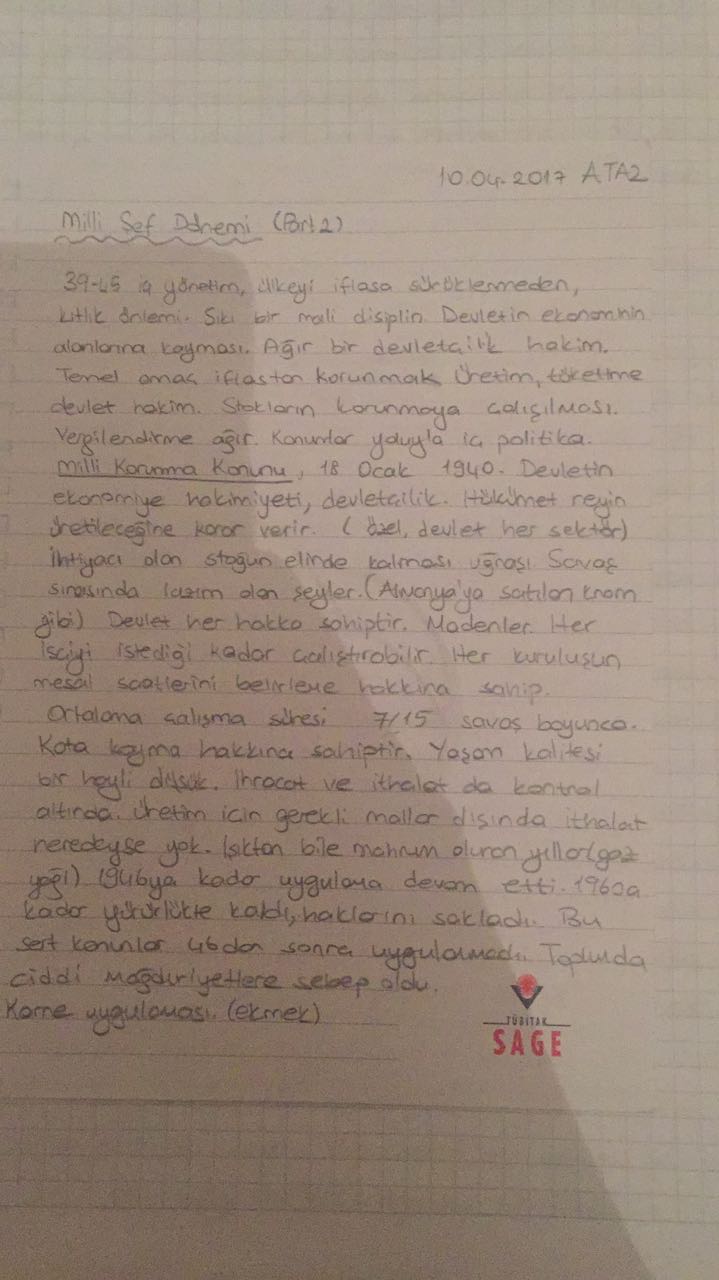 10.04.2017 ATA2
Milli Şef Dönemi (Part 2)
39-45 iç yönetim, ülkeyi iflasa sürüklenmeden,
kıtlık önlemi. Sıkı bir mali disiplin. Devletin ekonominin
alanlarına kayması. Ağır bir devletçilik hakim.
Temel amaç iflastan korunmak. Üretim, tüketime
devlet hakim. Stokların korunmaya çalışılması.
Vergilendirme ağır. Kanunlar yoluyla iç politika.
Milli Korunma Kanunu, 18 Ocak 1940. Devletin
ekonomiye hakimiyeti, devletçilik. Hükümet neyin
üretileceğine karar verir. (özel, devlet her sektör)
İhtiyacı olan stoğun elinde kalması uğraşı. Savaş
sırasında lazım olan şeyler. (Almanya'ya satılan krom
gibi) Devlet her hakka sahiptir. Madenler. Her
işçiyi istediği kadar çalıştırabilir. Her kuruluşun
mesai saatlerini belirleme hakkına sahip.
Ortalama çalışma süresi 7/15 savaş boyunca.
Kota koyma hakkına sahiptir. Yaşam kalitesi
bir hayli düşük. İhracat ve ithalat da kontrol
altında. Üretim için gerekli mallar dışında ithalat
neredeyse yok. Işıktan bile mahrum olunan yıllar (gaz
yağı) 1946ya kadar uygulama devam etti. 1960a
kadar yürürlükte kaldı, haklarını sakladı. Bu
sert kanunlar 46dan sonra uygulanmadı. Toplumda
ciddi mağduriyetlere sebep oldu.
Karne uygulaması. (ekmek)
TÜBİTAK
SAGE